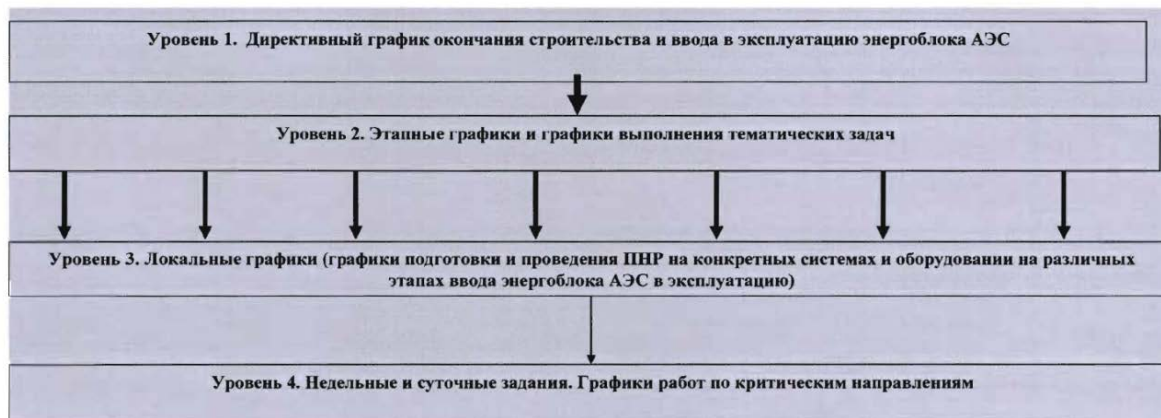 Уровень 1. Директивный график окончания строительства и ввода в эксплуатацию энергоблока АЭС
Уровень 2. Этапные графики и графики выполнения тематических задач
Уровень 3. Локальные графики (графики подготовки и проведения ПНР на конкретных системах и оборудовании на различных
этапах ввода энергоблока АЭС в эксплуатацию)
Уровень 4. Недельные и суточные задания. Графики работ по критическим направлениям